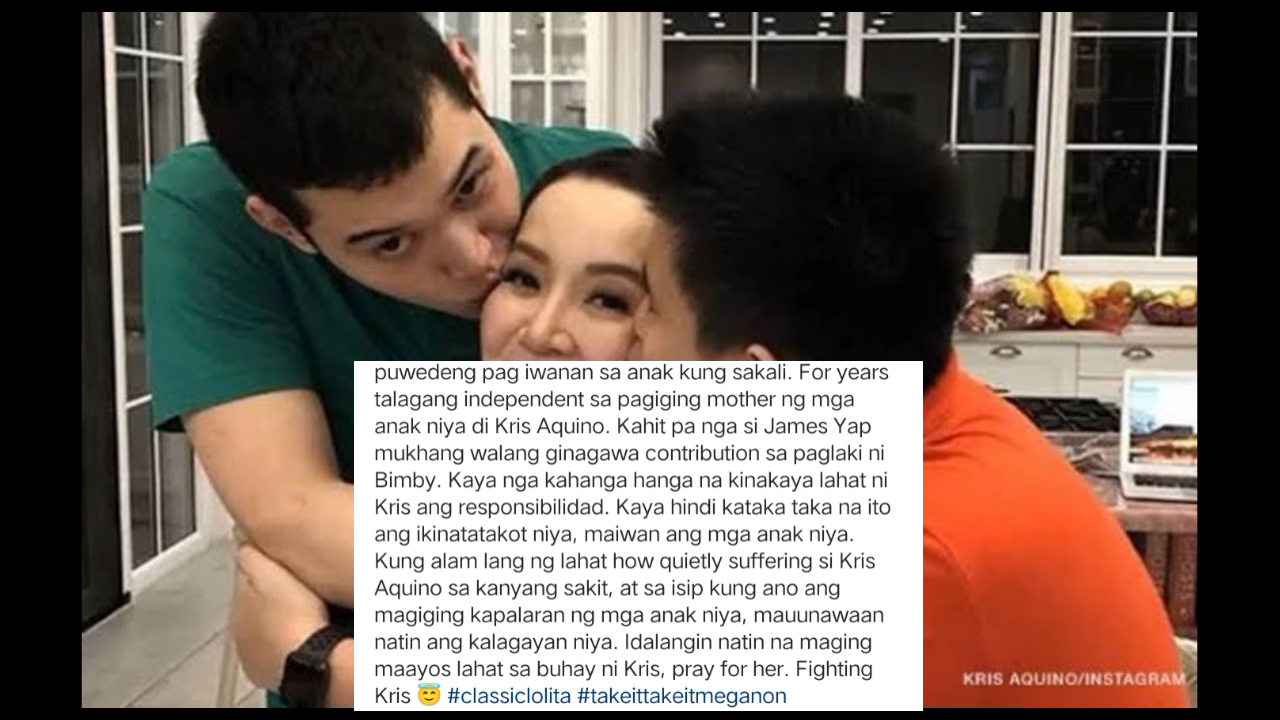 puwedeng pag iwanan sa anak kung sakali. For years
talagang independent sa pagiging mother ng mga
anak niya di Kris Aquino. Kahit pa nga si James Yap
mukhang walang ginagawa contribution sa paglaki ni
Bimby. Kaya nga kahanga hanga na kinakaya lahat ni
Kris ang responsibilidad. Kaya hindi kataka taka na ito
ang ikinatatakot niya, maiwan ang mga anak niya.
Kung alam lang ng lahat how quietly suffering si Kris
Aquino sa kanyang sakit, at sa isip kung ano ang
magiging kapalaran ng mga anak niya, mauunawaan
natin ang kalagayan niya. Idalangin natin na maging
maayos lahat sa buhay ni Kris, pray for her. Fighting
Kris 😇 #classiclolita #takeittakeitmeganon
KRIS AQUINO/INSTAGRAM